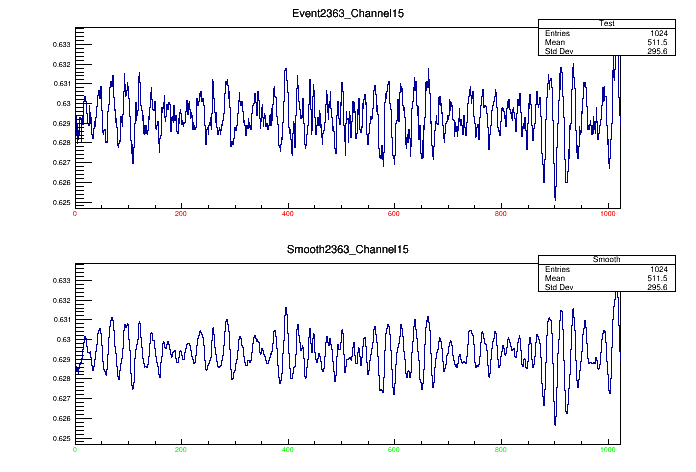 Event2363_Channel15
Test
Entries 1024
Mean 511.5
Std Dev 295.6
0.633
0.632
0.631
0.63
0.629
0.628
0.627
0.626
0.625
0 200 400 600 800 1000
Smooth2363_Channel15
Smooth
Entries 1024
Mean 511.5
Std Dev 295.6
0.633
0.632
0.631
0.63
0.629
0.628
0.627
0.626
0.625
0 200 400 600 800 1000